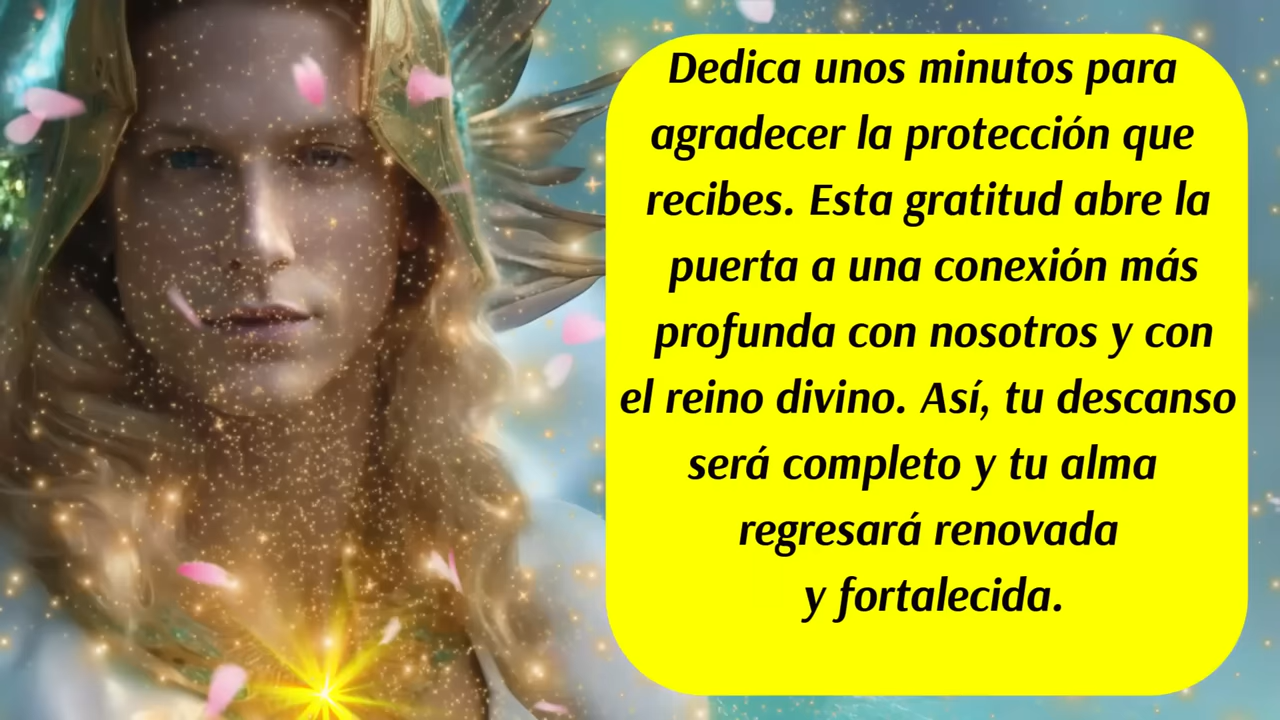 Dedica unos minutos para
agradecer la protección que
recibes. Esta gratitud abre la
puerta a una conexión más
profunda con nosotros y con
el reino divino. Así, tu descanso
será completo y tu alma
regresará renovada
y fortalecida.